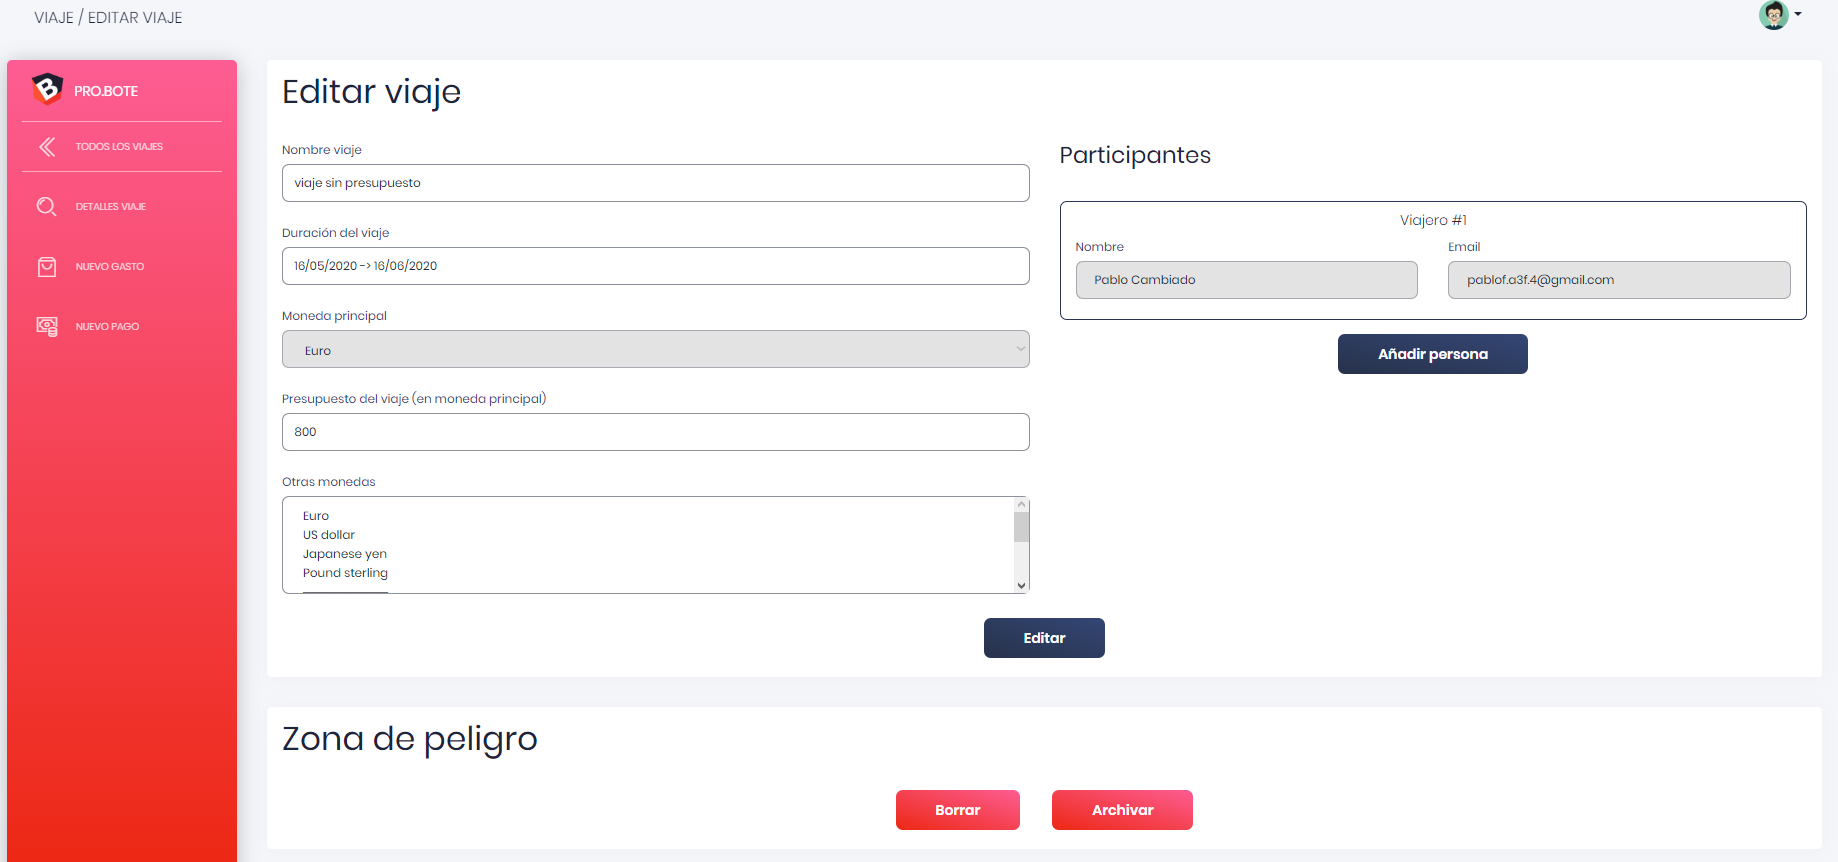 VIAJE / EDITAR VIAJE
PRO.BOTE
TODOS LOS VIAJES
DETALLES VIAJE
NUEVO GASTO
NUEVO PAGO
Editar viaje
Nombre viaje
viaje sin presupuesto
Duración del viaje
16/05/2020 -> 16/06/2020
Moneda principal
Euro
Presupuesto del viaje (en moneda principal)
800
Otras monedas
Euro
US dollar
Japanese yen
Pound sterling
Participantes
Viajero #1
Nombre
Email
Pablo Cambiado
pablof.a3f.4@gmail.com
Añadir persona
Editar
Zona de peligro
Borrar
Archivar